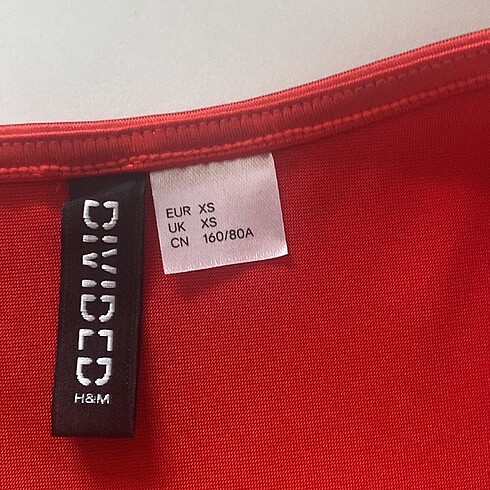 DIVIDED
H&M
EUR XS
UK XS
CN 160/80A